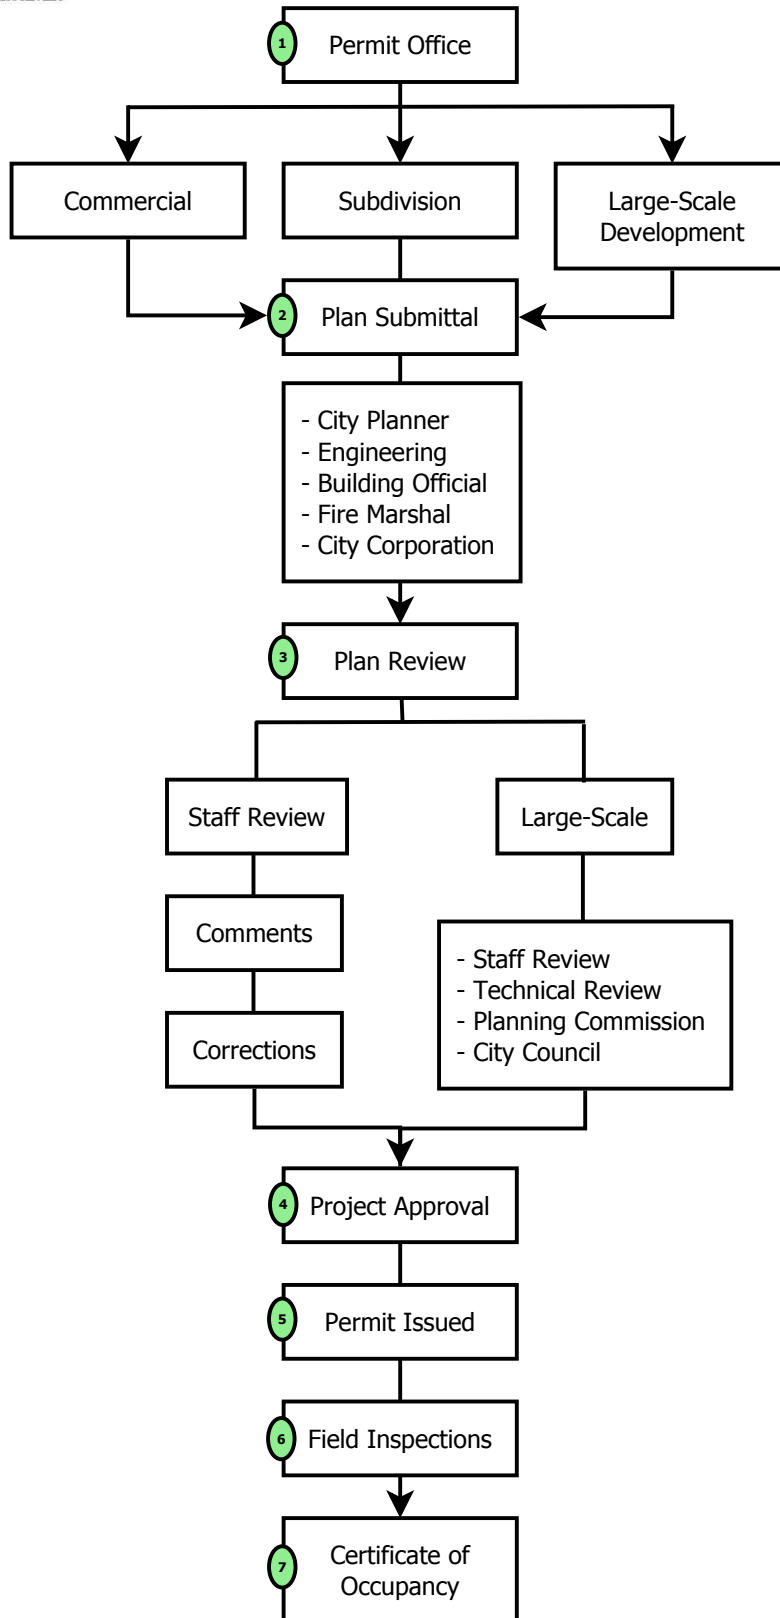 1
Permit Office
Commercial
Subdivision
Large-Scale
Development
2
Plan Submittal
- City Planner
- Engineering
- Building Official
- Fire Marshal
- City Corporation
3
Plan Review
Staff Review
Large-Scale
Comments
Corrections
- Staff Review
- Technical Review
- Planning Commission
- City Council
4
Project Approval
5
Permit Issued
6
Field Inspections
7
Certificate of
Occupancy